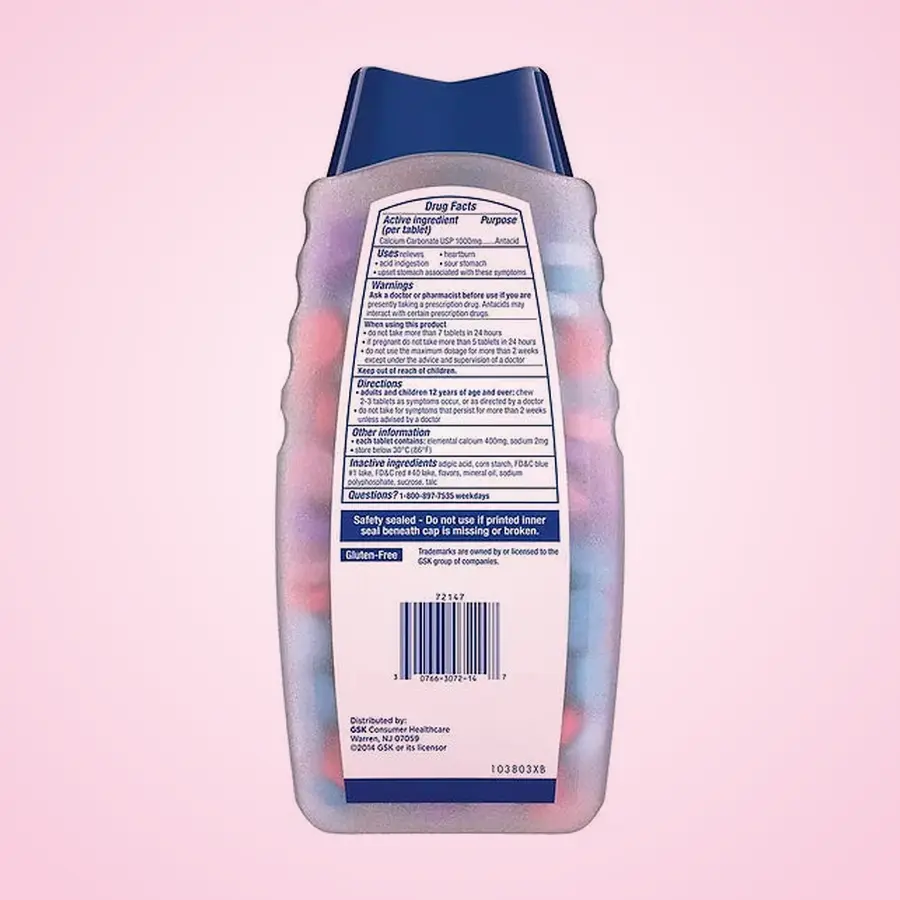 Drug Facts
Active ingredient Purpose
(per tablet)
Calcium Carbonate USP 1000mg......Antacid
Uses relieves • heartburn
• acid indigestion • sour stomach
• upset stomach associated with these symptoms
Warnings
Ask a doctor or pharmacist before use if you are
presently taking a prescription drug. Antacids may
interact with certain prescription drugs.
When using this product
• do not take more than 7 tablets in 24 hours
• if pregnant do not take more than 5 tablets in 24 hours
• do not use the maximum dosage for more than 2 weeks
except under the advice and supervision of a doctor
Keep out of reach of children.
Directions
• adults and children 12 years of age and over: chew
2-3 tablets as symptoms occur, or as directed by a doctor
• do not take for symptoms that persist for more than 2 weeks
unless advised by a doctor
Other information
• each tablet contains: elemental calcium 400mg, sodium 2mg
• store below 30°C (86°F)
Inactive ingredients adipic acid, corn starch, FD&C blue
#1 lake, FD&C red #40 lake, flavors, mineral oil, sodium
polyphosphate, sucrose, talc
Questions? 1-800-897-7535 weekdays
Safety sealed - Do not use if printed inner
seal beneath cap is missing or broken.
Gluten-Free
Trademarks are owned by or licensed to the
GSK group of companies.
72147
3 0766-3072-14 7
Distributed by:
GSK Consumer Healthcare
Warren, NJ 07059
©2014 GSK or its licensor
103803XB